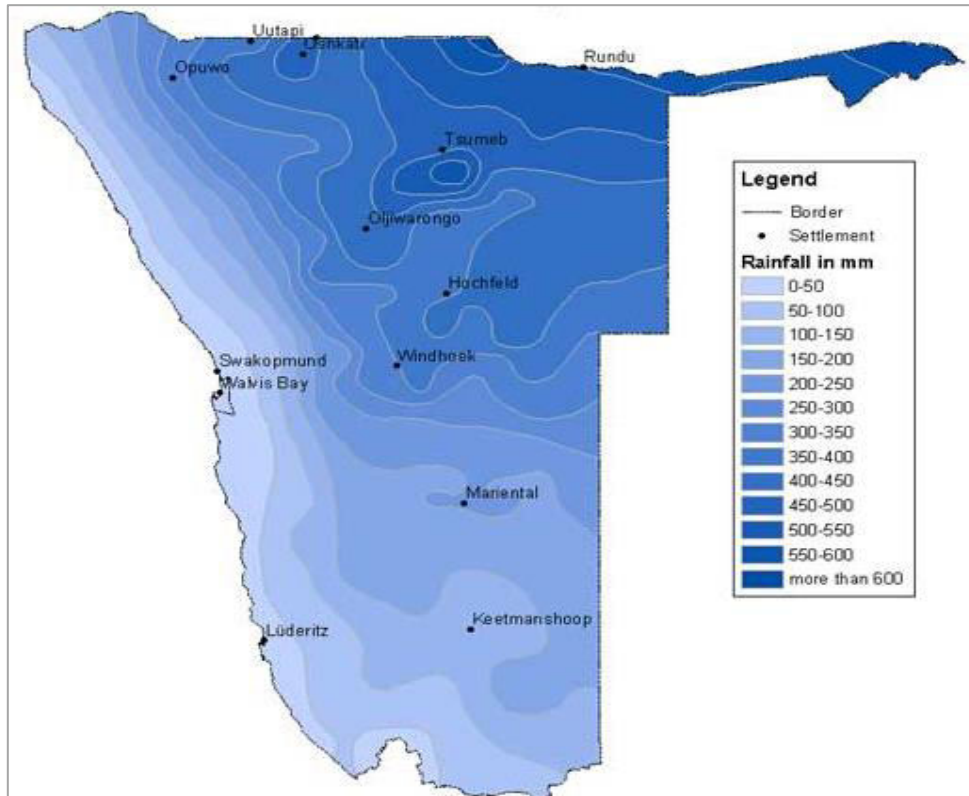 Uutapi
Oshkati
Rundu
Opuwo
Tsumeb
Otjiwarongo
Hochfeld
Windhoek
Swakopmund
Walvis Bay
Mariental
Keetmanshoop
Lüderitz
Legend
Border
Settlement
Rainfall in mm
0-50
50-100
100-150
150-200
200-250
250-300
300-350
350-400
400-450
450-500
500-550
550-600
more than 600